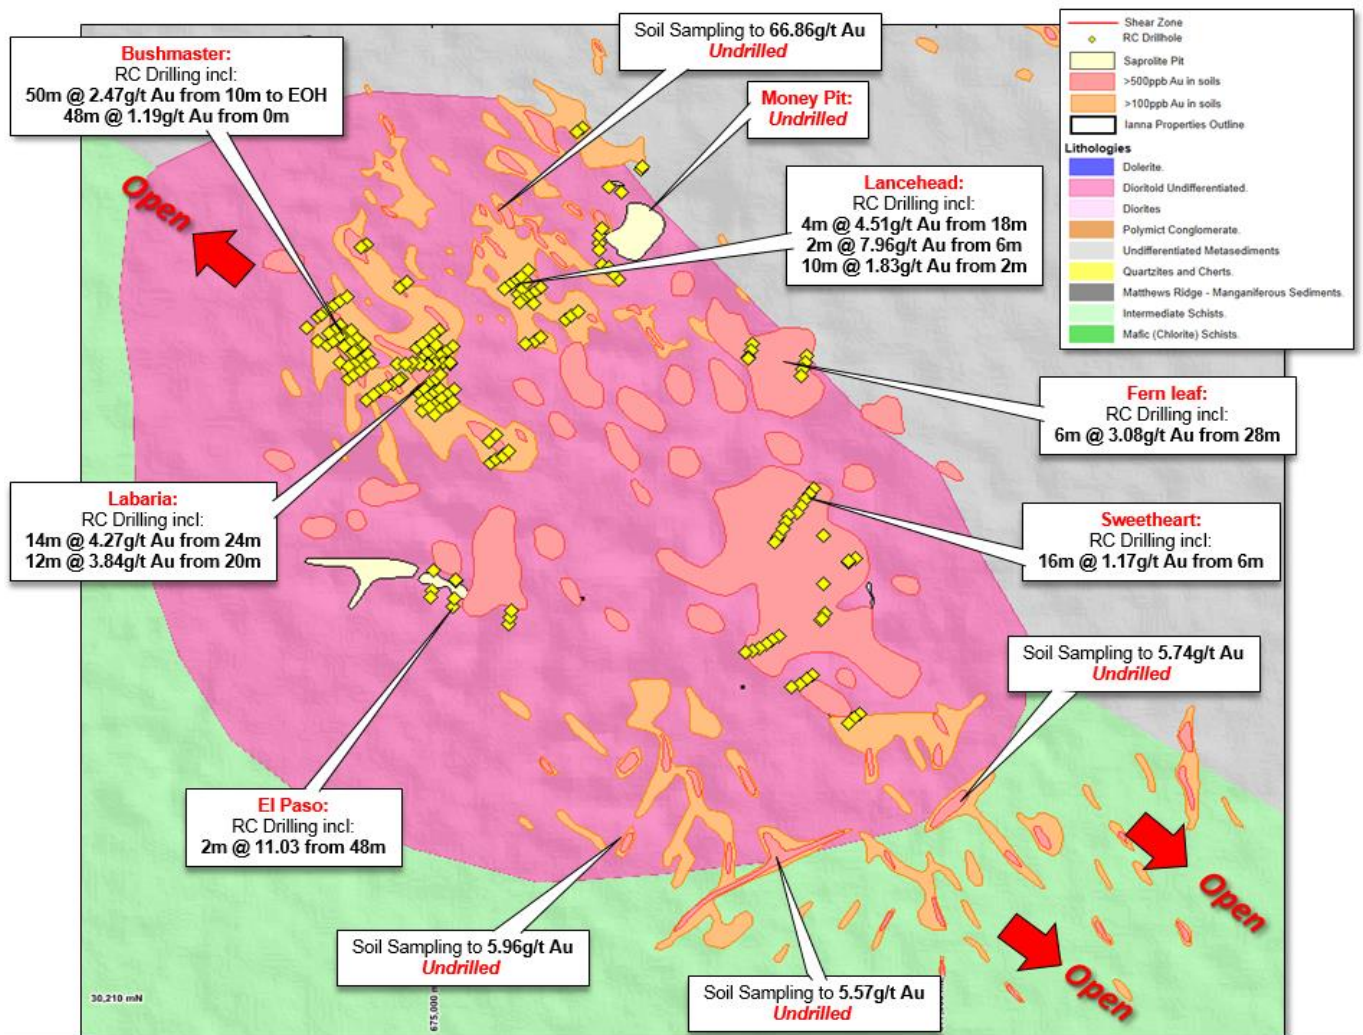 Bushmaster:
RC Drilling incl:
50m @ 2.47g/t Au from 10m to EOH
48m @ 1.19g/t Au from 0m
Soil Sampling to 66.86g/t Au
Undrilled
Money Pit:
Undrilled
Lancehead:
RC Drilling incl:
4m @ 4.51g/t Au from 18m
2m @ 7.96g/t Au from 6m
10m @ 1.83g/t Au from 2m
Shear Zone
RC Drillhole
Saprolite Pit
>500ppb Au in soils
>100ppb Au in soils
Ianna Properties Outline
Lithologies
Dolerite.
Dioritoid Undifferentiated.
Diorites
Polymict Conglomerate.
Undifferentiated Metasediments
Quartzites and Cherts.
Matthews Ridge - Manganiferous Sediments.
Intermediate Schists.
Mafic (Chlorite) Schists.
Open
Fern leaf:
RC Drilling incl:
6m @ 3.08g/t Au from 28m
Labaria:
RC Drilling incl:
14m @ 4.27g/t Au from 24m
12m @ 3.84g/t Au from 20m
Sweetheart:
RC Drilling incl:
16m @ 1.17g/t Au from 6m
Soil Sampling to 5.74g/t Au
Undrilled
El Paso:
RC Drilling incl:
2m @ 11.03 from 48m
Open
Soil Sampling to 5.96g/t Au
Undrilled
Soil Sampling to 5.57g/t Au
Undrilled
Open
30,210 mN
675,000 m